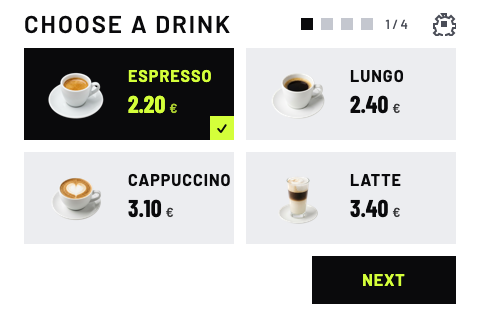 CHOOSE A DRINK
1/4
ESPRESSO
2.20 €
LUNGO
2.40 €
CAPPUCCINO
3.10 €
LATTE
3.40 €
NEXT